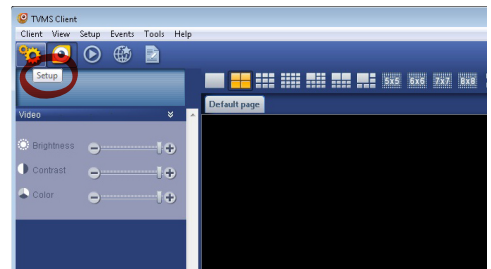 TVMS Client
Client View Setup Events Tools Help
Setup
5x5 6x6 7x7 8x8
Default page
Video
Brightness
Contrast
Color